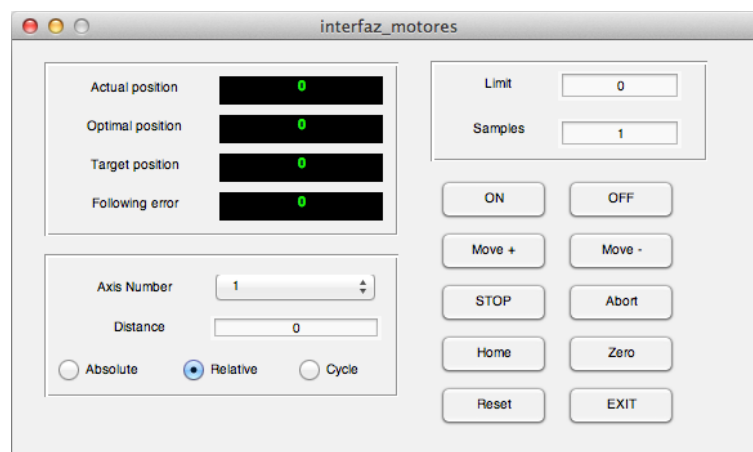 interfaz_motores
Actual position 0
Optimal position 0
Target position 0
Following error 0
Limit 0
Samples 1
Axis Number 1
Distance 0
Absolute Relative Cycle
ON OFF
Move + Move -
STOP Abort
Home Zero
Reset EXIT